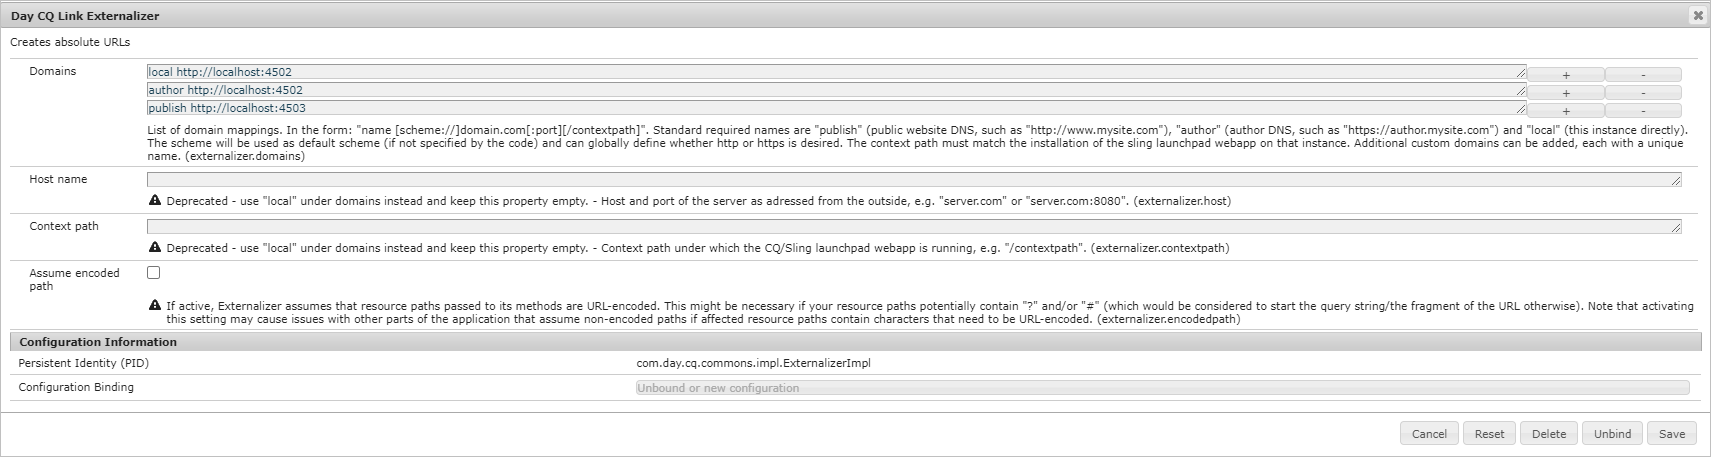 Day CQ Link Externalizer
Creates absolute URLs
Domains
local http://localhost:4502
+ -
author http://localhost:4502
+ -
publish http://localhost:4503
+ -
List of domain mappings. In the form: "name [scheme://]domain.com[:port][/contextpath]". Standard required names are "publish" (public website DNS, such as "http://www.mysite.com"), "author" (author DNS, such as "https://author.mysite.com") and "local" (this instance directly).
The scheme will be used as default scheme (if not specified by the code) and can globally define whether http or https is desired. The context path must match the installation of the sling launchpad webapp on that instance. Additional custom domains can be added, each with a unique
name. (externalizer.domains)
Host name
Deprecated - use "local" under domains instead and keep this property empty. - Host and port of the server as adressed from the outside, e.g. "server.com" or "server.com:8080". (externalizer.host)
Context path
Deprecated - use "local" under domains instead and keep this property empty. - Context path under which the CQ/Sling launchpad webapp is running, e.g. "/contextpath". (externalizer.contextpath)
Assume encoded
path
If active, Externalizer assumes that resource paths passed to its methods are URL-encoded. This might be necessary if your resource paths potentially contain "?" and/or "#" (which would be considered to start the query string/the fragment of the URL otherwise). Note that activating
this setting may cause issues with other parts of the application that assume non-encoded paths if affected resource paths contain characters that need to be URL-encoded. (externalizer.encodedpath)
Configuration Information
Persistent Identity (PID) com.day.cq.commons.impl.ExternalizerImpl
Configuration Binding Unbound or new configuration
Cancel Reset Delete Unbind Save